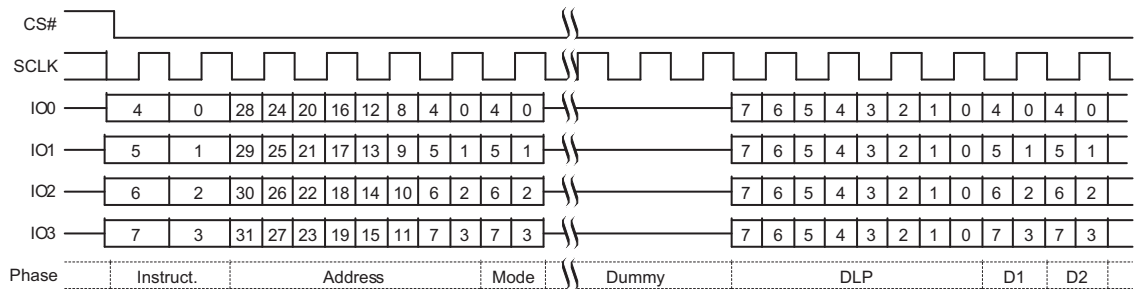 CS#
SCLK
IO0 4 0 28 24 20 16 12 8 4 0 4 0 7 6 5 4 3 2 1 0 4 0 4 0
IO1 5 1 29 25 21 17 13 9 5 1 5 1 7 6 5 4 3 2 1 0 5 1 5 1
IO2 6 2 30 26 22 18 14 10 6 2 6 2 7 6 5 4 3 2 1 0 6 2 6 2
IO3 7 3 31 27 23 19 15 11 7 3 7 3 7 6 5 4 3 2 1 0 7 3 7 3
Phase Instruct. Address Mode Dummy DLP D1 D2